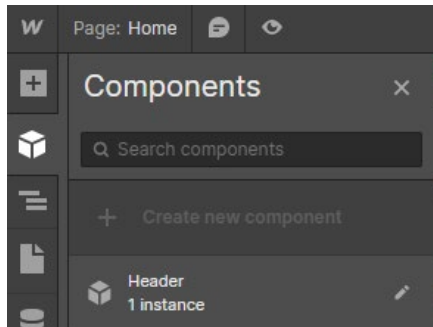 Page: Home
Components
Search components
Create new component
Header
1 instance